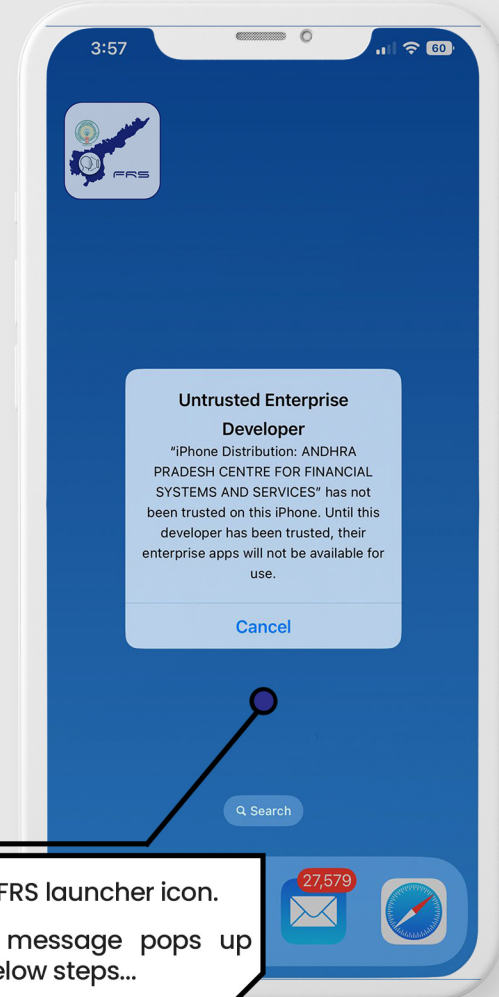 3:57
60
FRS
Untrusted Enterprise
Developer
“iPhone Distribution: ANDHRA
PRADESH CENTRE FOR FINANCIAL
SYSTEMS AND SERVICES” has not
been trusted on this iPhone. Until this
developer has been trusted, their
enterprise apps will not be available for
use.
Cancel
Search
27,579
FRS launcher icon.
message pops up
elow steps...